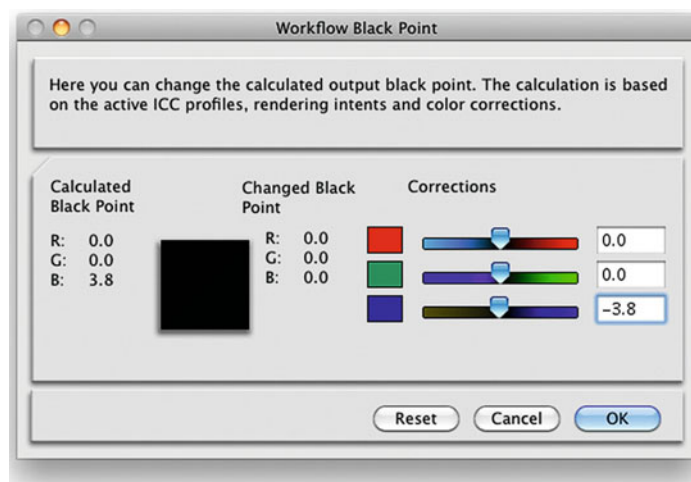 Workflow Black Point
Here you can change the calculated output black point. The calculation is based
on the active ICC profiles, rendering intents and color corrections.
Calculated
Black Point
R: 0.0
G: 0.0
B: 3.8
Changed Black
Point
R: 0.0
G: 0.0
B: 0.0
Corrections
0.0
0.0
−3.8
Reset
Cancel
OK